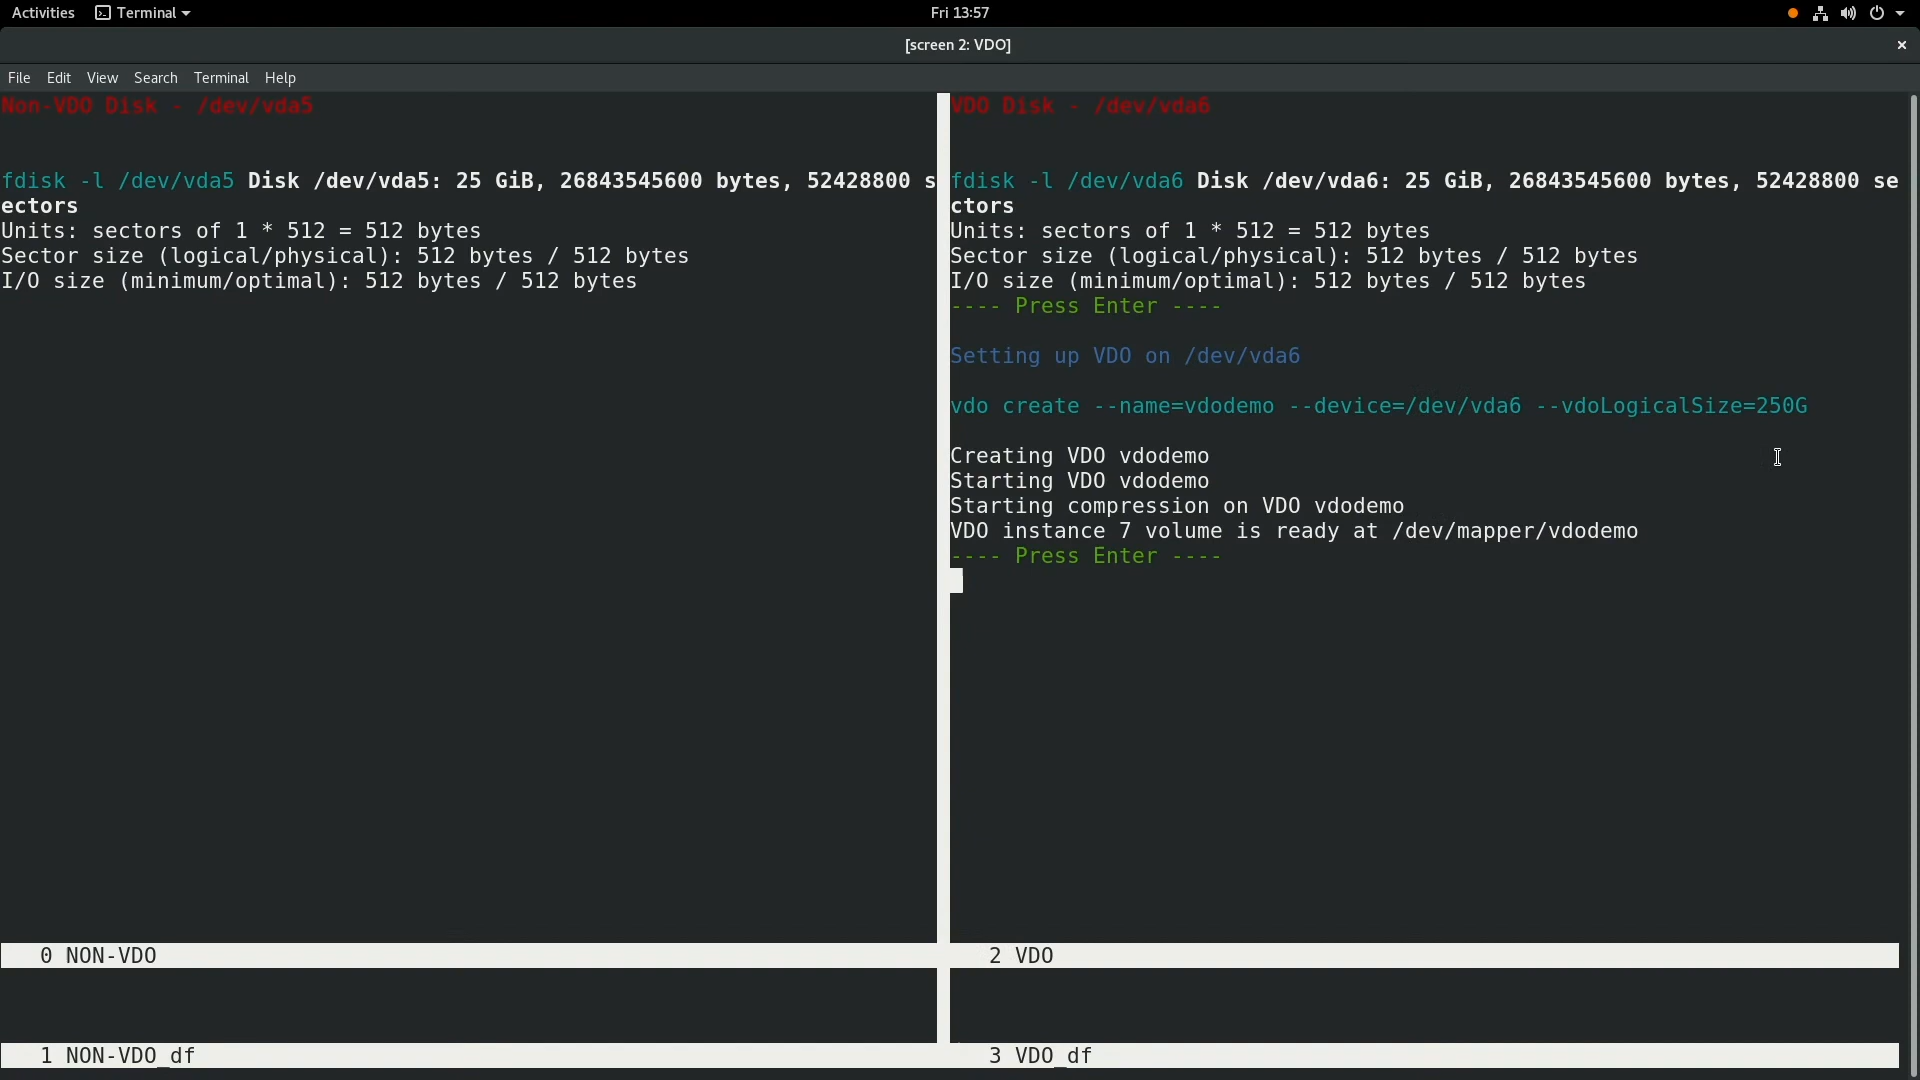 Activities Terminal Fri 13:57
[screen 2: VDO] ×
File Edit View Search Terminal Help
Non-VDO Disk - /dev/vda5
fdisk -l /dev/vda5 Disk /dev/vda5: 25 GiB, 26843545600 bytes, 52428800 s
ectors
Units: sectors of 1 * 512 = 512 bytes
Sector size (logical/physical): 512 bytes / 512 bytes
I/O size (minimum/optimal): 512 bytes / 512 bytes
0 NON-VDO
1 NON-VDO_df
VDO Disk - /dev/vda6
fdisk -l /dev/vda6 Disk /dev/vda6: 25 GiB, 26843545600 bytes, 52428800 se
ctors
Units: sectors of 1 * 512 = 512 bytes
Sector size (logical/physical): 512 bytes / 512 bytes
I/O size (minimum/optimal): 512 bytes / 512 bytes
---- Press Enter ----
Setting up VDO on /dev/vda6
vdo create --name=vdodemo --device=/dev/vda6 --vdoLogicalSize=250G
Creating VDO vdodemo
Starting VDO vdodemo
Starting compression on VDO vdodemo
VDO instance 7 volume is ready at /dev/mapper/vdodemo
---- Press Enter ----
2 VDO
3 VDO_df